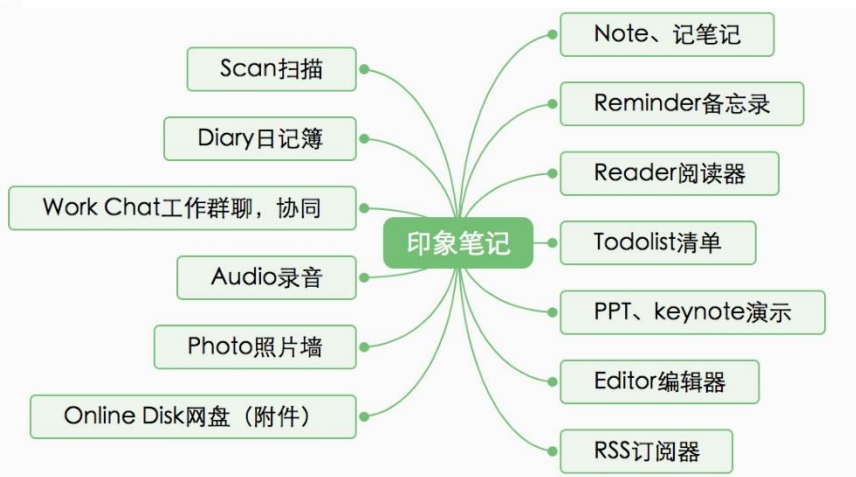 Scan扫描
Diary日记簿
Work Chat工作群聊，协同
Audio录音
Photo照片墙
Online Disk网盘（附件）
印象笔记
Note、记笔记
Reminder备忘录
Reader阅读器
Todolist清单
PPT、keynote演示
Editor编辑器
RSS订阅器